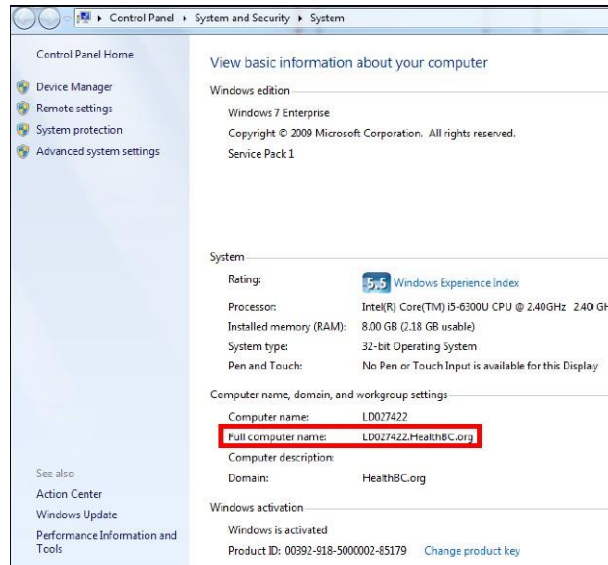 Control Panel ▸ System and Security ▸ System
Control Panel Home
Device Manager
Remote settings
System protection
Advanced system settings
See also
Action Center
Windows Update
Performance Information and
Tools
View basic information about your computer
Windows edition
Windows 7 Enterprise
Copyright © 2009 Microsoft Corporation. All rights reserved.
Service Pack 1
System
Rating: 5.5 Windows Experience Index
Processor: Intel(R) Core(TM) i5-6300U CPU @ 2.40GHz 2.40 GH
Installed memory (RAM): 8.00 GB (2.18 GB usable)
System type: 32-bit Operating System
Pen and Touch: No Pen or Touch Input is available for this Display
Computer name, domain, and workgroup settings
Computer name: LD027422
Full computer name: LD027422.HealthBC.org
Computer description:
Domain: HealthBC.org
Windows activation
Windows is activated
Product ID: 00392-918-5000002-85179 Change product key